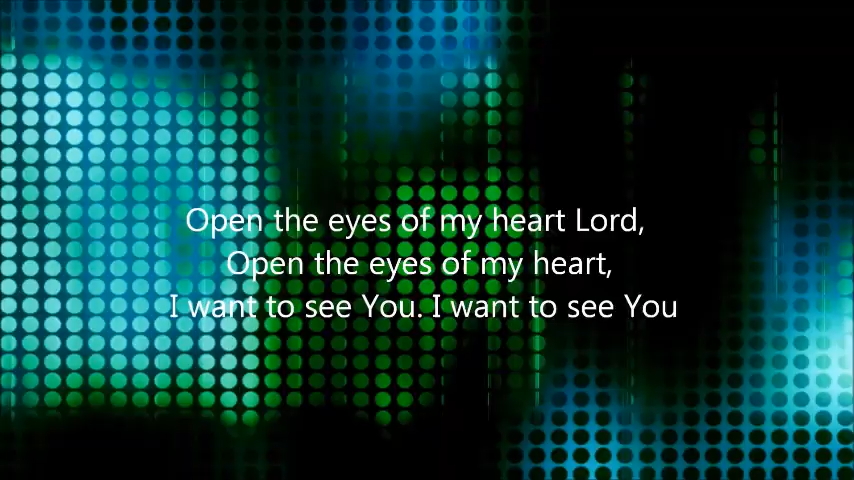 Open the eyes of my heart Lord,
Open the eyes of my heart,
I want to see You. I want to see You